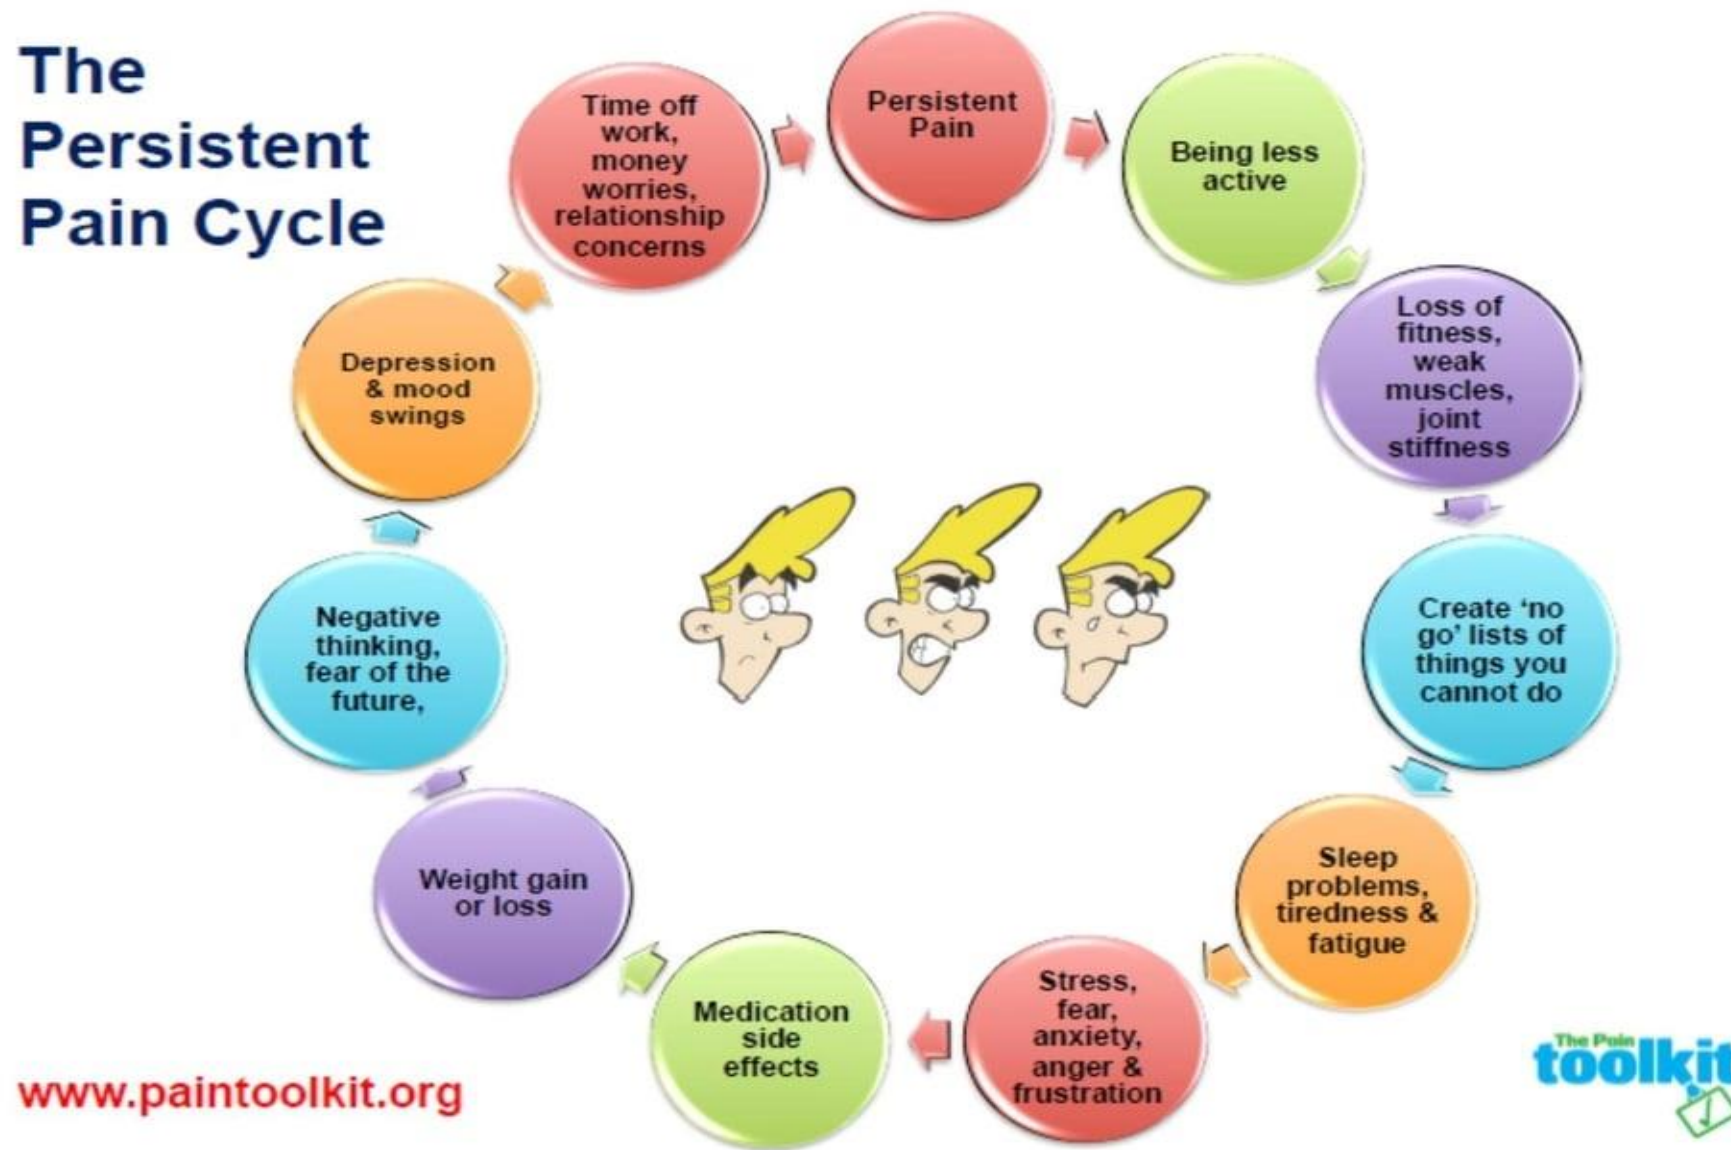 The
Persistent
Pain Cycle
Persistent
Pain
Being less
active
Loss of
fitness,
weak
muscles,
joint
stiffness
Create ‘no
go’ lists of
things you
cannot do
Sleep
problems,
tiredness &
fatigue
Stress,
fear,
anxiety,
anger &
frustration
Medication
side
effects
Weight gain
or loss
Negative
thinking,
fear of the
future,
Depression
& mood
swings
Time off
work,
money
worries,
relationship
concerns
www.paintoolkit.org
The Pain
toolkit